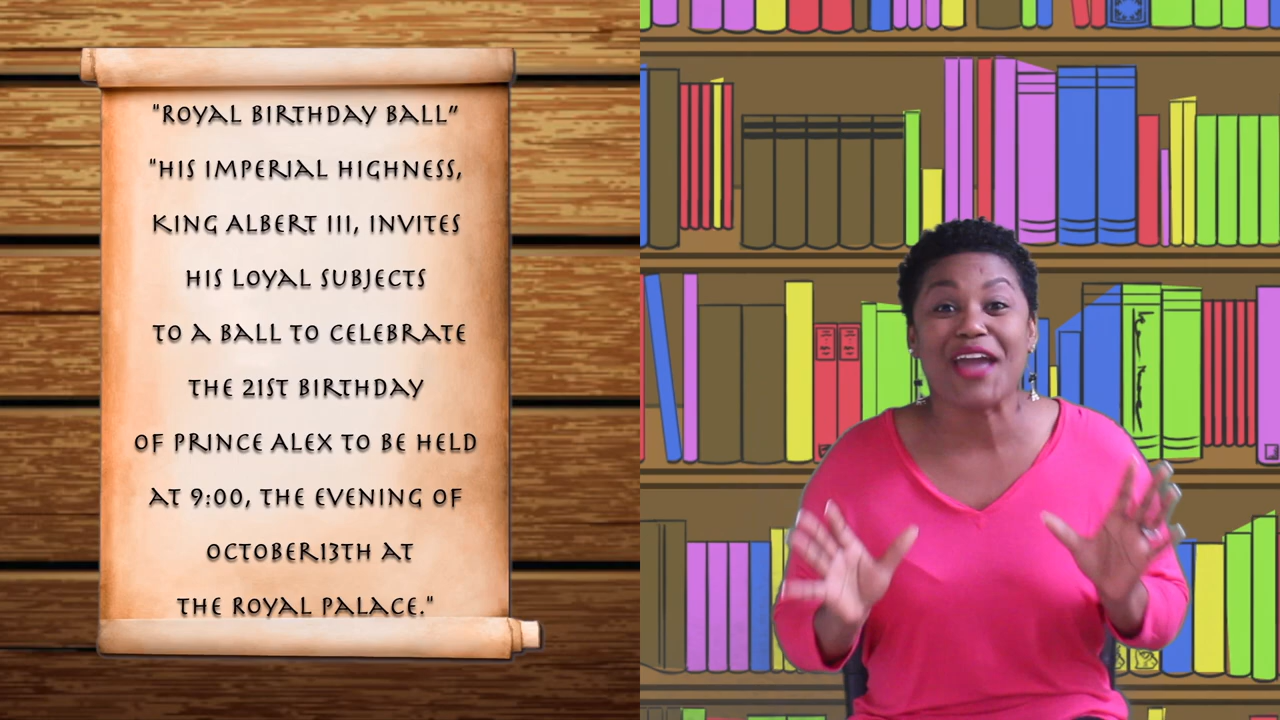 "ROYAL BIRTHDAY BALL"
"HIS IMPERIAL HIGHNESS,
KING ALBERT III, INVITES
HIS LOYAL SUBJECTS
TO A BALL TO CELEBRATE
THE 21ST BIRTHDAY
OF PRINCE ALEX TO BE HELD
AT 9:00, THE EVENING OF
OCTOBER13TH AT
THE ROYAL PALACE."